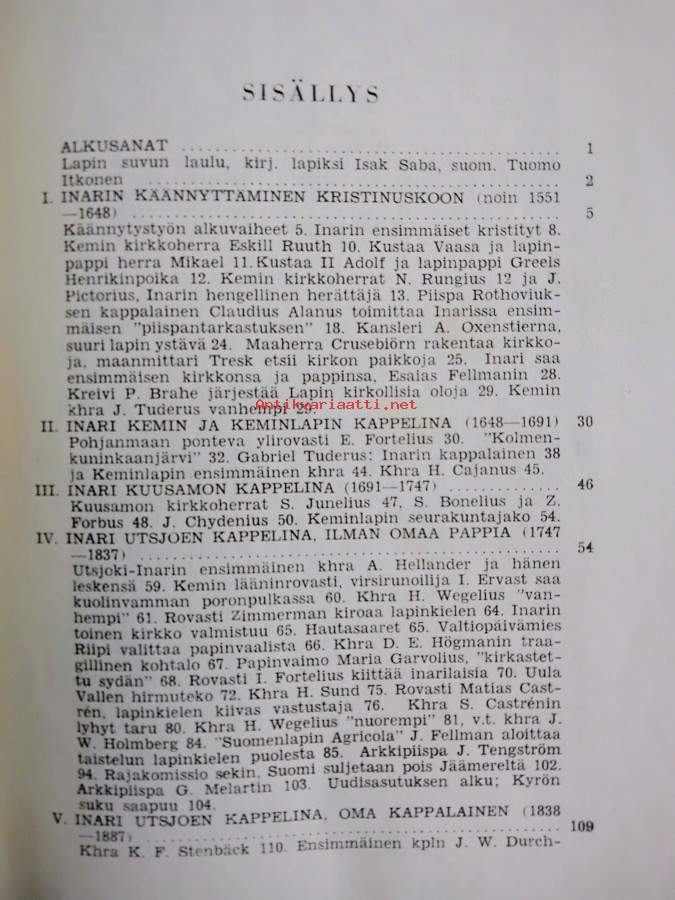 SISÄLLYS
ALKUSANAT ........................................ 1
Lapin suvun laulu, kirj. lapiksi Isak Saba, suom. Tuomo
Itkonen ........................................ 2
I. INARIN KÄÄNNYTTÄMINEN KRISTINUSKOON (noin 1551
—1648) ........................................ 5
Käännytystyön alkuvaiheet 5. Inarin ensimmäiset kristityt 8.
Kemin kirkkoherra Eskill Ruuth 10. Kustaa Vaasa ja lapin-
pappi herra Mikael 11. Kustaa II Adolf ja lapinpappi Greels
Henrikinpoika 12. Kemin kirkkoherrat N. Rungius 12 ja J.
Pictorius, Inarin hengellinen herättäjä 13. Piispa Rothoviuk-
sen kappalainen Claudius Alanus toimittaa Inarissa ensim-
mäisen "piispantarkastuksen" 18. Kansleri A. Oxenstierna,
suuri lapin ystävä 24. Maaherra Crusebiörn rakentaa kirkko-
ja, maanmittari Tresk etsii kirkon paikkoja 25. Inari saa
ensimmäisen kirkkonsa ja pappinsa, Esaias Fellmanin 28.
Kreivi P. Brahe järjestää Lapin kirkollisia oloja 29. Kemin
khra J. Tuderus vanhempi 29.
Antikvariaatti.net
II. INARI KEMIN JA KEMINLAPIN KAPPELINA (1648—1691) 30
Pohjanmaan ponteva ylirovasti E. Fortelius 30. "Kolmen-
kuninkaanjärvi" 32. Gabriel Tuderus: Inarin kappalainen 38
ja Keminlapin ensimmäinen khra 44. Khra H. Cajanus 45.
III. INARI KUUSAMON KAPPELINA (1691—1747) ............... 46
Kuusamon kirkkoherrat S. Junelius 47, S. Bonelius ja Z.
Forbus 48. J. Chydenius 50. Keminlapin seurakuntajako 54.
IV. INARI UTSJOEN KAPPELINA, ILMAN OMAA PAPPIA (1747
—1837) ........................................ 54
Utsjoki-Inarin ensimmäinen khra A. Hellander ja hänen
leskensä 59. Kemin lääninrovasti, virsirunoilija I. Ervast saa
kuolinvamman poronpulkassa 60. Khra H. Wegelius "van-
hempi" 61. Rovasti Zimmerman kiroaa lapinkielen 64. Inarin
toinen kirkko valmistuu 65. Hautasaaret 65. Valtiopäivämies
Riipi valittaa papinvaalista 66. Khra D. E. Högmanin traa-
gillinen kohtalo 67. Papinvaimo Maria Garvolius, "kirkastet-
tu sydän" 68. Rovasti I. Fortelius kiittää inarilaisia 70. Uula
Vallen hirmuteko 72. Khra H. Sund 75. Rovasti Matias Cast-
rén, lapinkielen kiivas vastustaja 76. Khra S. Castrénin
lyhyt taru 80. Khra H. Wegelius "nuorempi" 81, v.t. khra J.
W. Holmberg 84. "Suomenlapin Agricola" J. Fellman aloittaa
taistelun lapinkielen puolesta 85. Arkkipiispa J. Tengström
94. Rajakomissio sekin. Suomi suljetaan pois Jäämereltä 102.
Arkkipiispa G. Melartin 103. Uudisasutuksen alku; Kyrön
suku saapuu 104.
V. INARI UTSJOEN KAPPELINA, OMA KAPPALAINEN (1838
—1887) ........................................ 109
Khra K. F. Stenbäck 110. Ensimmäinen kpln J. W. Durch-